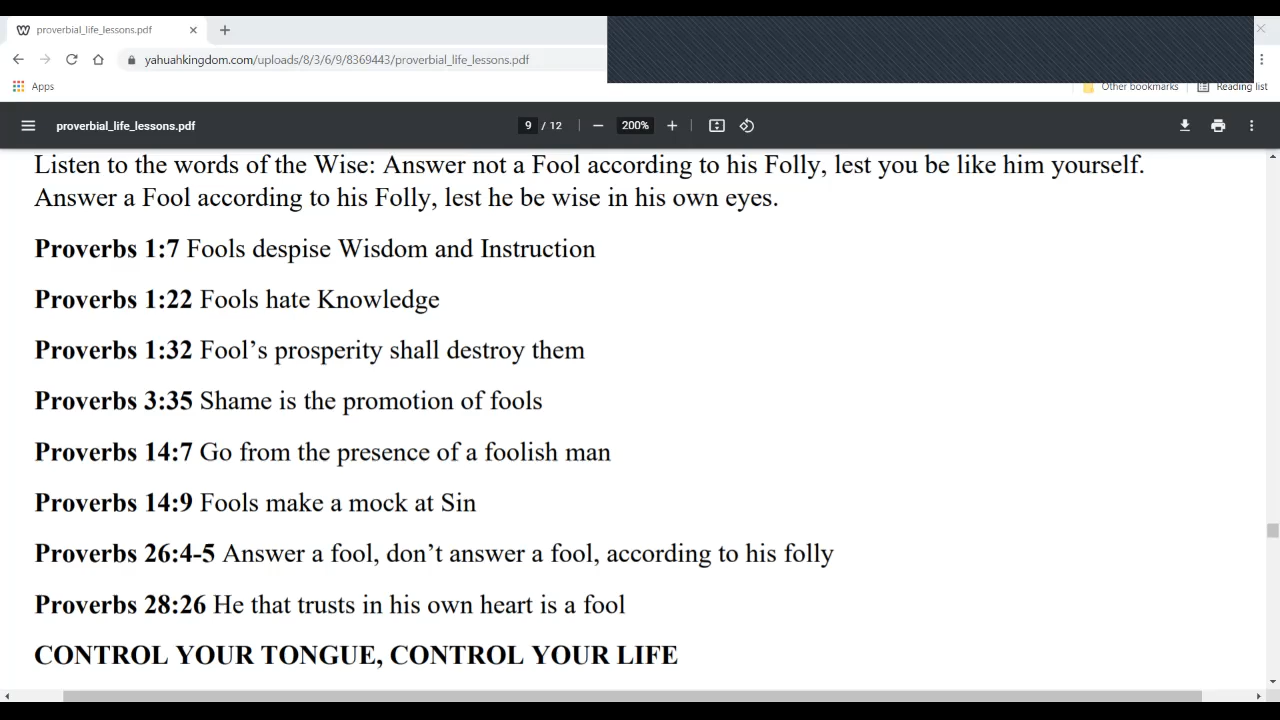 proverbial_life_lessons.pdf
yahuahkingdom.com/uploads/8/3/6/9/8369443/proverbial_life_lessons.pdf
Apps
Other bookmarks
Reading list
proverbial_life_lessons.pdf
9 / 12
200%
Listen to the words of the Wise: Answer not a Fool according to his Folly, lest you be like him yourself.
Answer a Fool according to his Folly, lest he be wise in his own eyes.
Proverbs 1:7 Fools despise Wisdom and Instruction
Proverbs 1:22 Fools hate Knowledge
Proverbs 1:32 Fool’s prosperity shall destroy them
Proverbs 3:35 Shame is the promotion of fools
Proverbs 14:7 Go from the presence of a foolish man
Proverbs 14:9 Fools make a mock at Sin
Proverbs 26:4-5 Answer a fool, don’t answer a fool, according to his folly
Proverbs 28:26 He that trusts in his own heart is a fool
CONTROL YOUR TONGUE, CONTROL YOUR LIFE